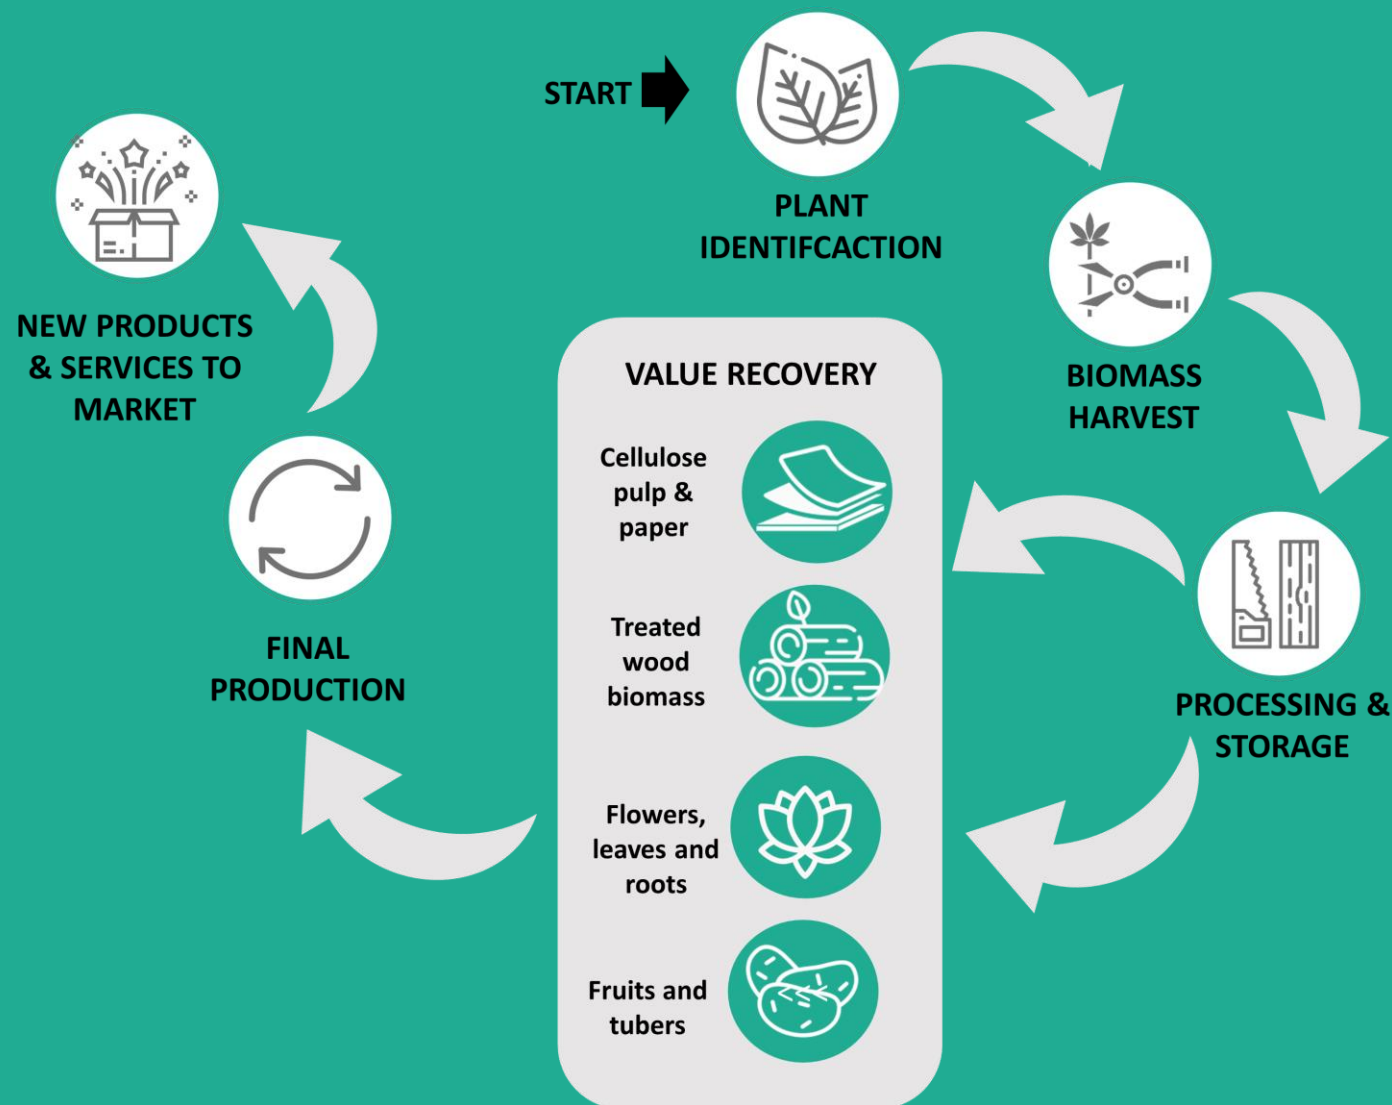 START
PLANT
IDENTIFCACTION
BIOMASS
HARVEST
PROCESSING &
STORAGE
VALUE RECOVERY
Cellulose
pulp &
paper
Treated
wood
biomass
Flowers,
leaves and
roots
Fruits and
tubers
FINAL
PRODUCTION
NEW PRODUCTS
& SERVICES TO
MARKET